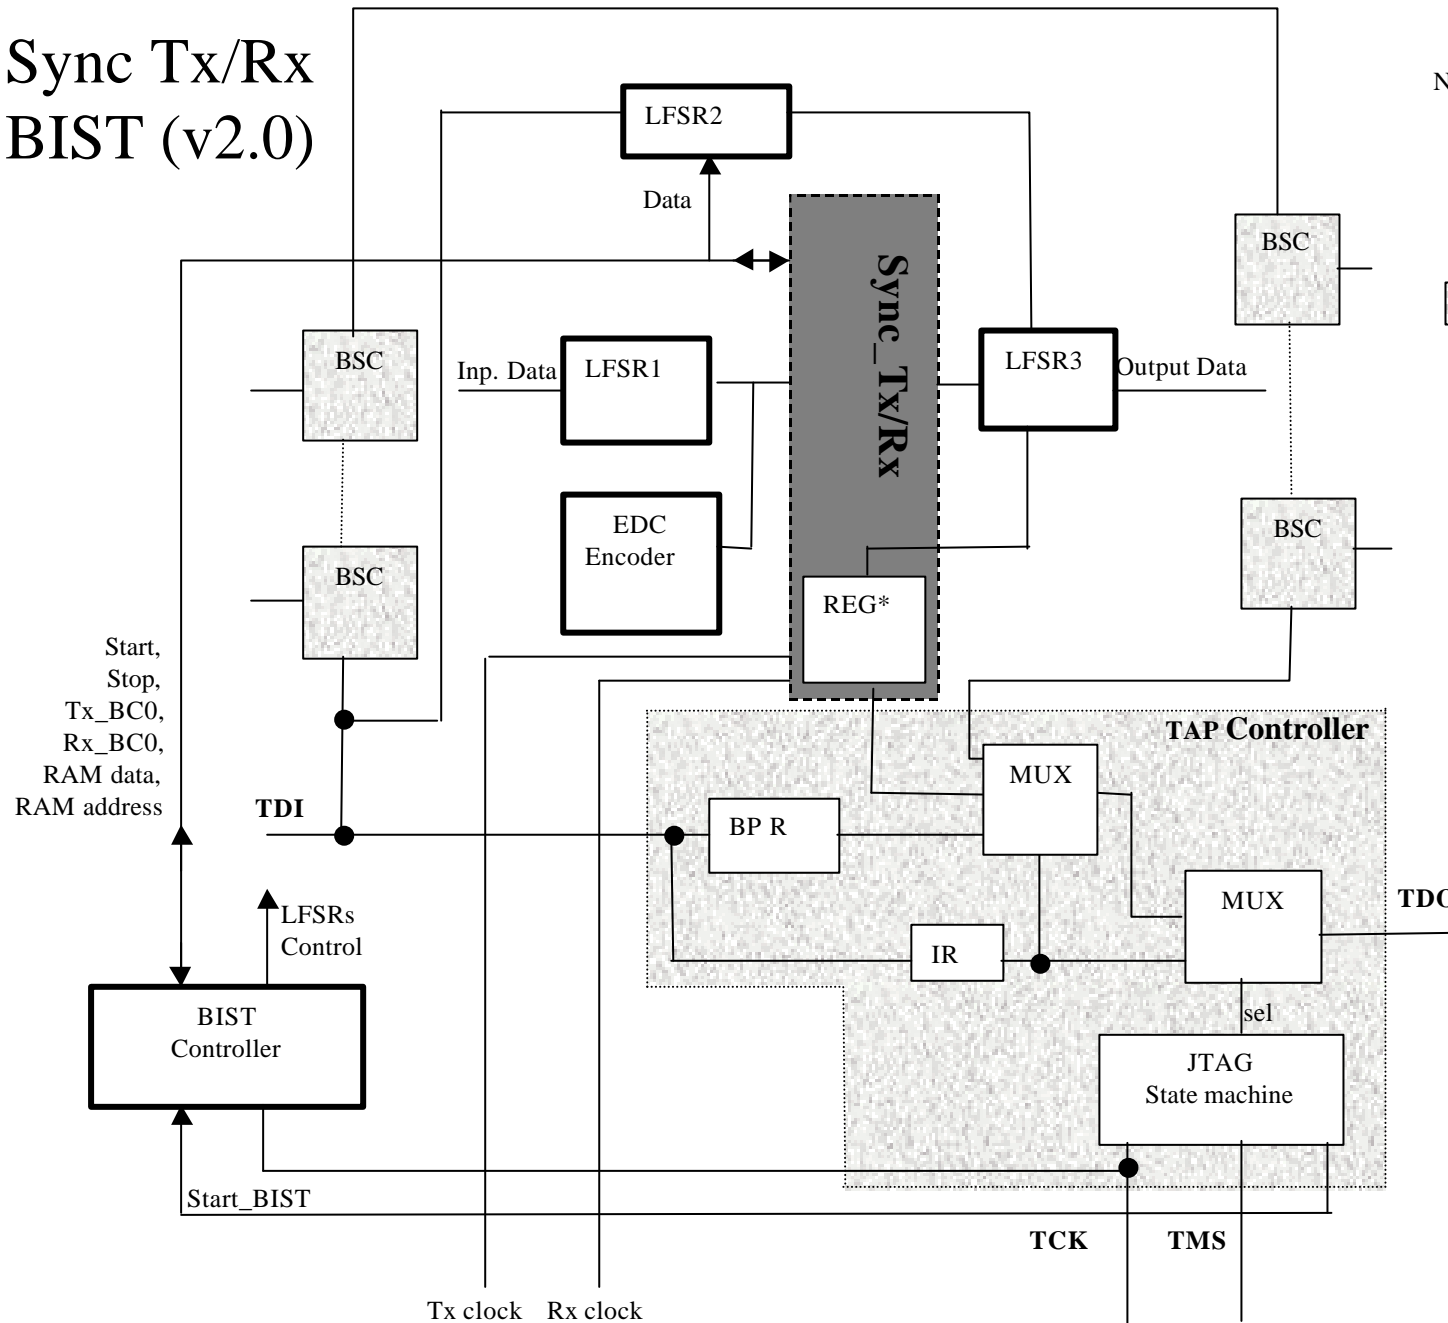 Sync Tx/Rx
BIST (v2.0)
N
LFSR2
Data
BSC
Sync_Tx/Rx
BSC
Inp. Data
LFSR1
LFSR3
Output Data
BSC
EDC
Encoder
BSC
REG*
Start,
Stop,
Tx_BC0,
Rx_BC0,
RAM data,
RAM address
TAP Controller
MUX
TDI
BP R
MUX
LFSRs
Control
IR
sel
BIST
Controller
JTAG
State machine
Start_BIST
TCK
TMS
Tx clock
Rx clock